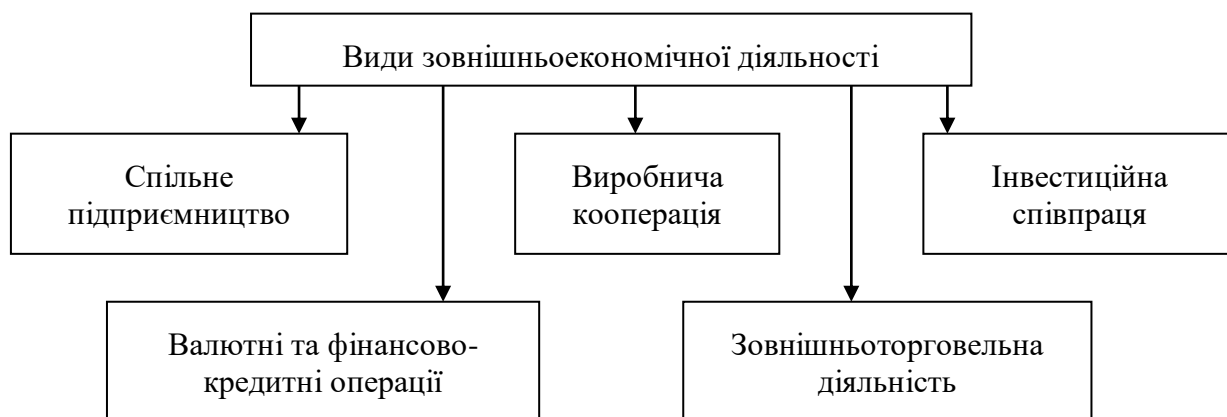 Види зовнішньоекономічної діяльності
Спільне
підприємництво
Виробнича
кооперація
Інвестиційна
співпраця
Валютні та фінансово-
кредитні операції
Зовнішньоторговельна
діяльність